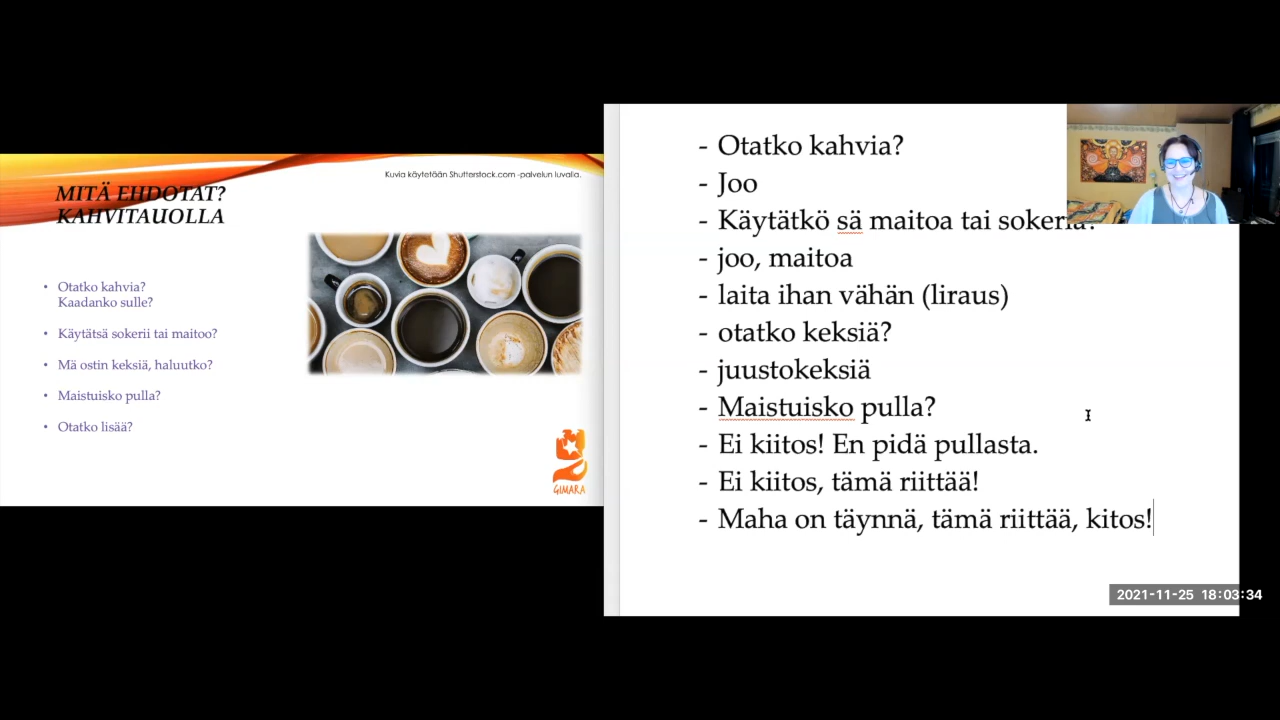 Kuvia käytetään Shutterstock.com -palvelun luvalla.
MITÄ EHDOTAT?
KAHVITAUOLLA
• Otatko kahvia?
Kaadanko sulle?
• Käytätsä sokerii tai maitoo?
• Mä ostin keksiä, haluutko?
• Maistuisko pulla?
• Otatko lisää?
GIMARA
- Otatko kahvia?
- Joo
- Käytätkö sä maitoa tai sokeria?
- joo, maitoa
- laita ihan vähän (liraus)
- otatko keksiä?
- juustokeksiä
- Maistuisko pulla?
- Ei kiitos! En pidä pullasta.
- Ei kiitos, tämä riittää!
- Maha on täynnä, tämä riittää, kitos!
2021-11-25 18:03:34